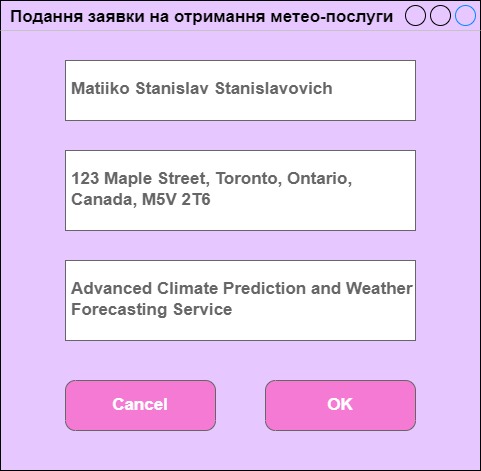 Подання заявки на отримання метео-послуги
Matiiko Stanislav Stanislavovich
123 Maple Street, Toronto, Ontario,
Canada, M5V 2T6
Advanced Climate Prediction and Weather
Forecasting Service
Cancel
OK